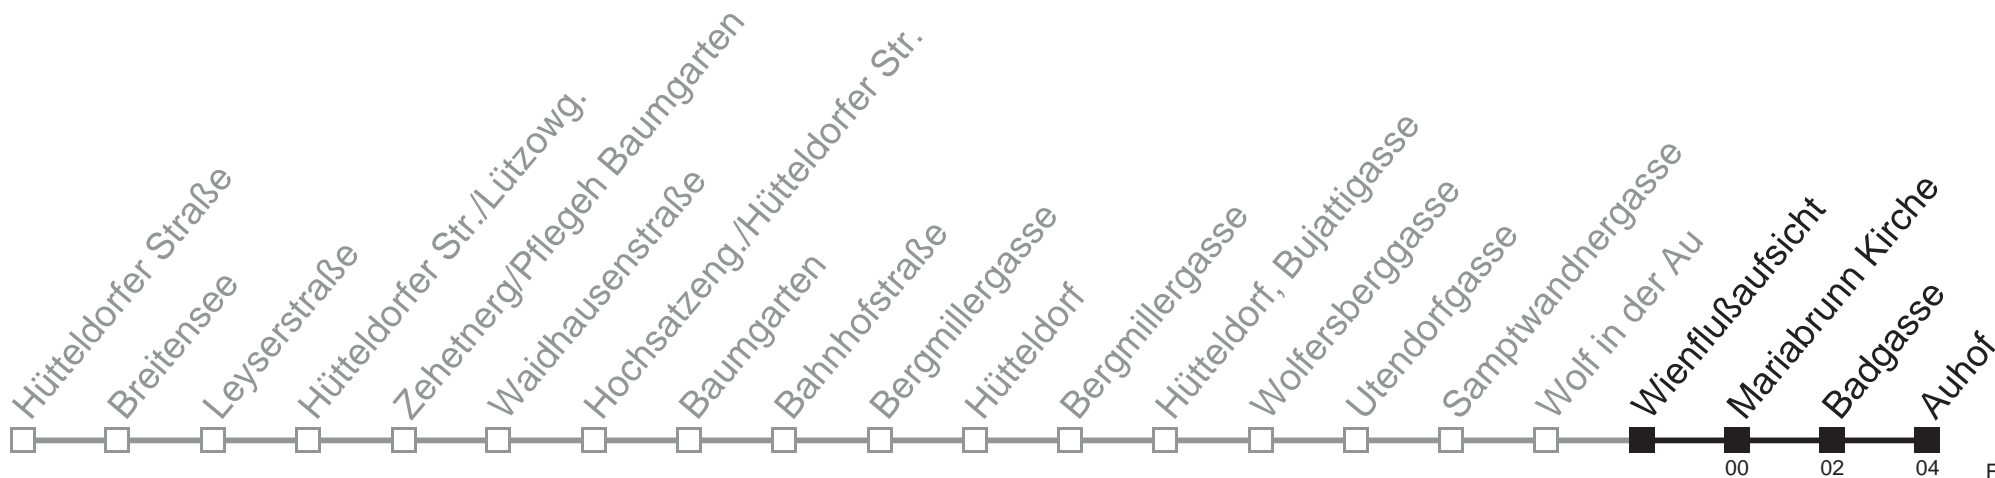 Hütteldorfer Straße
Breitensee
Leyserstraße
Hütteldorfer Str./Lützowg.
Zehetnerg/Pflegeh Baumgarten
Waidhausenstraße
Hochsatzeng./Hütteldorfer Str.
Baumgarten
Bahnhofstraße
Bergmillergasse
Hütteldorf
Bergmillergasse
Hütteldorf, Bujattigasse
Wolfersberggasse
Utendorfgasse
Samptwandnergasse
Wolf in der Au
Wienflußaufsicht
Mariabrunn Kirche
Badgasse
Auhof
00 02 04